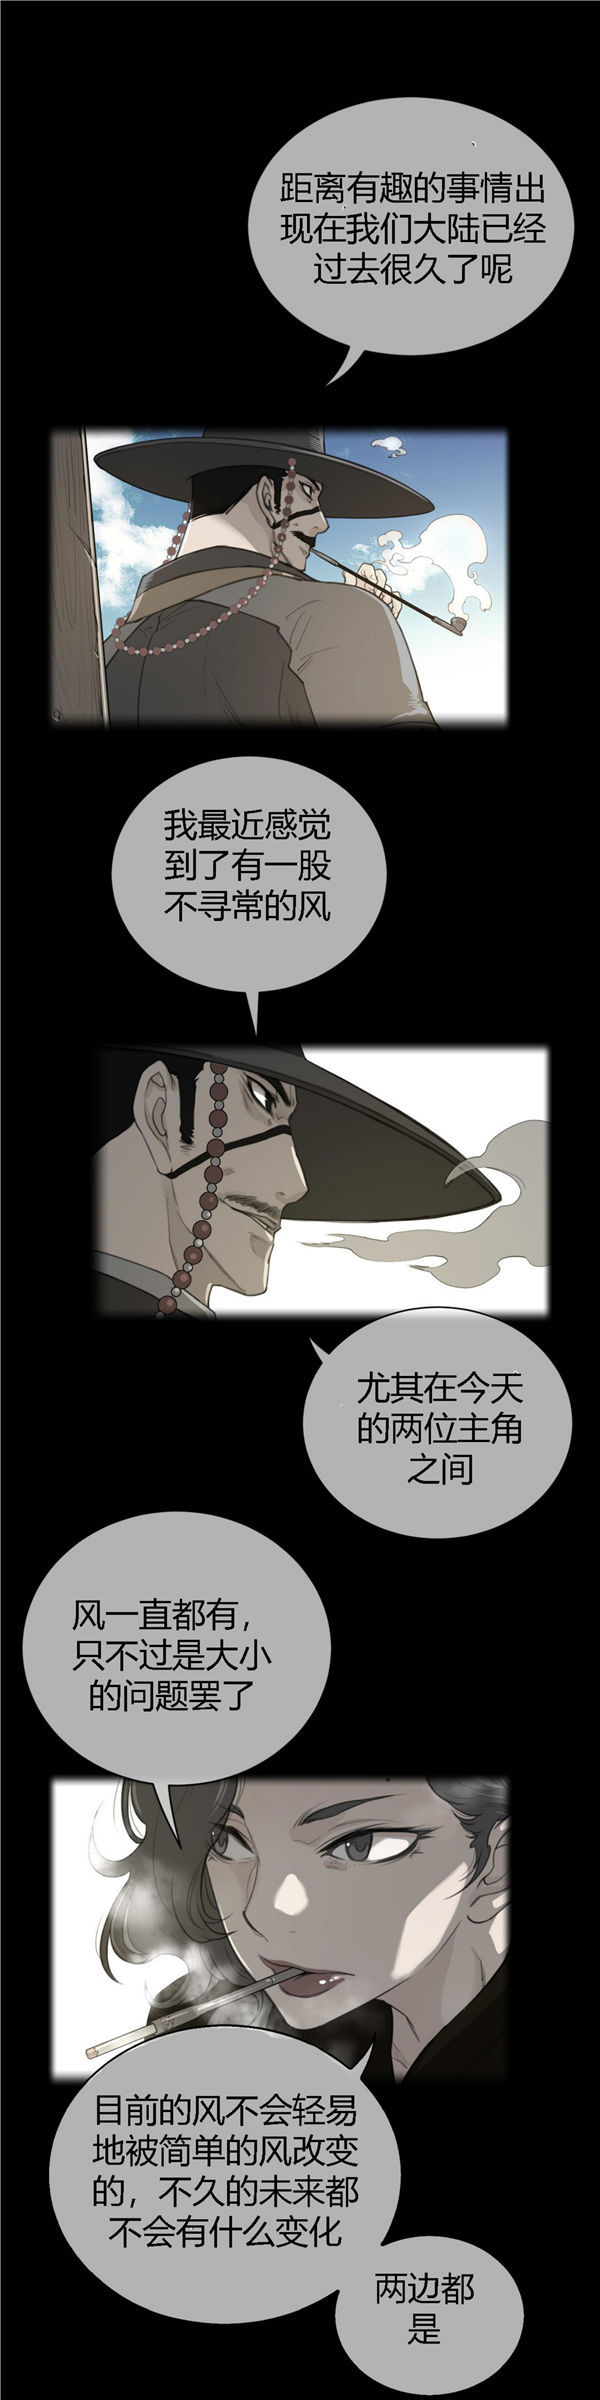 距离有趣的事情出
现在我们大陆已经
过去很久了呢
我最近感觉
到了有一股
不寻常的风
尤其在今天
的两位主角
之间
风一直都有，
只不过是大小
的问题罢了
目前的风不会轻易
地被简单的风改变
的，不久的未来都
不会有什么变化
两边都
是